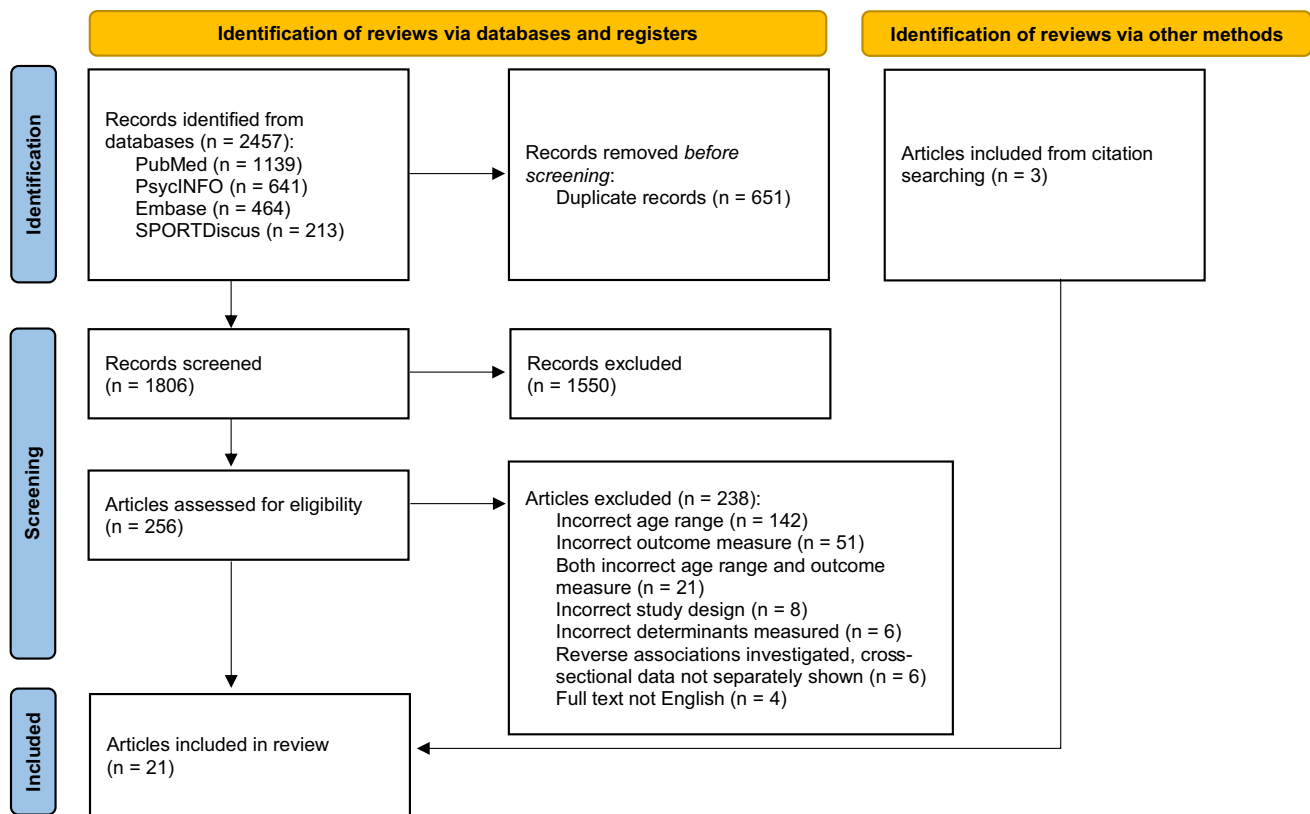 Identification of reviews via databases and registers
Identification of reviews via other methods
Identification
Records identified from
databases (n = 2457):
PubMed (n = 1139)
PsycINFO (n = 641)
Embase (n = 464)
SPORTDiscus (n = 213)
Records removed before
screening:
Duplicate records (n = 651)
Articles included from citation
searching (n = 3)
Screening
Records screened
(n = 1806)
Records excluded
(n = 1550)
Articles assessed for eligibility
(n = 256)
Articles excluded (n = 238):
Incorrect age range (n = 142)
Incorrect outcome measure (n = 51)
Both incorrect age range and outcome
measure (n = 21)
Incorrect study design (n = 8)
Incorrect determinants measured (n = 6)
Reverse associations investigated, cross-
sectional data not separately shown (n = 6)
Full text not English (n = 4)
Included
Articles included in review
(n = 21)